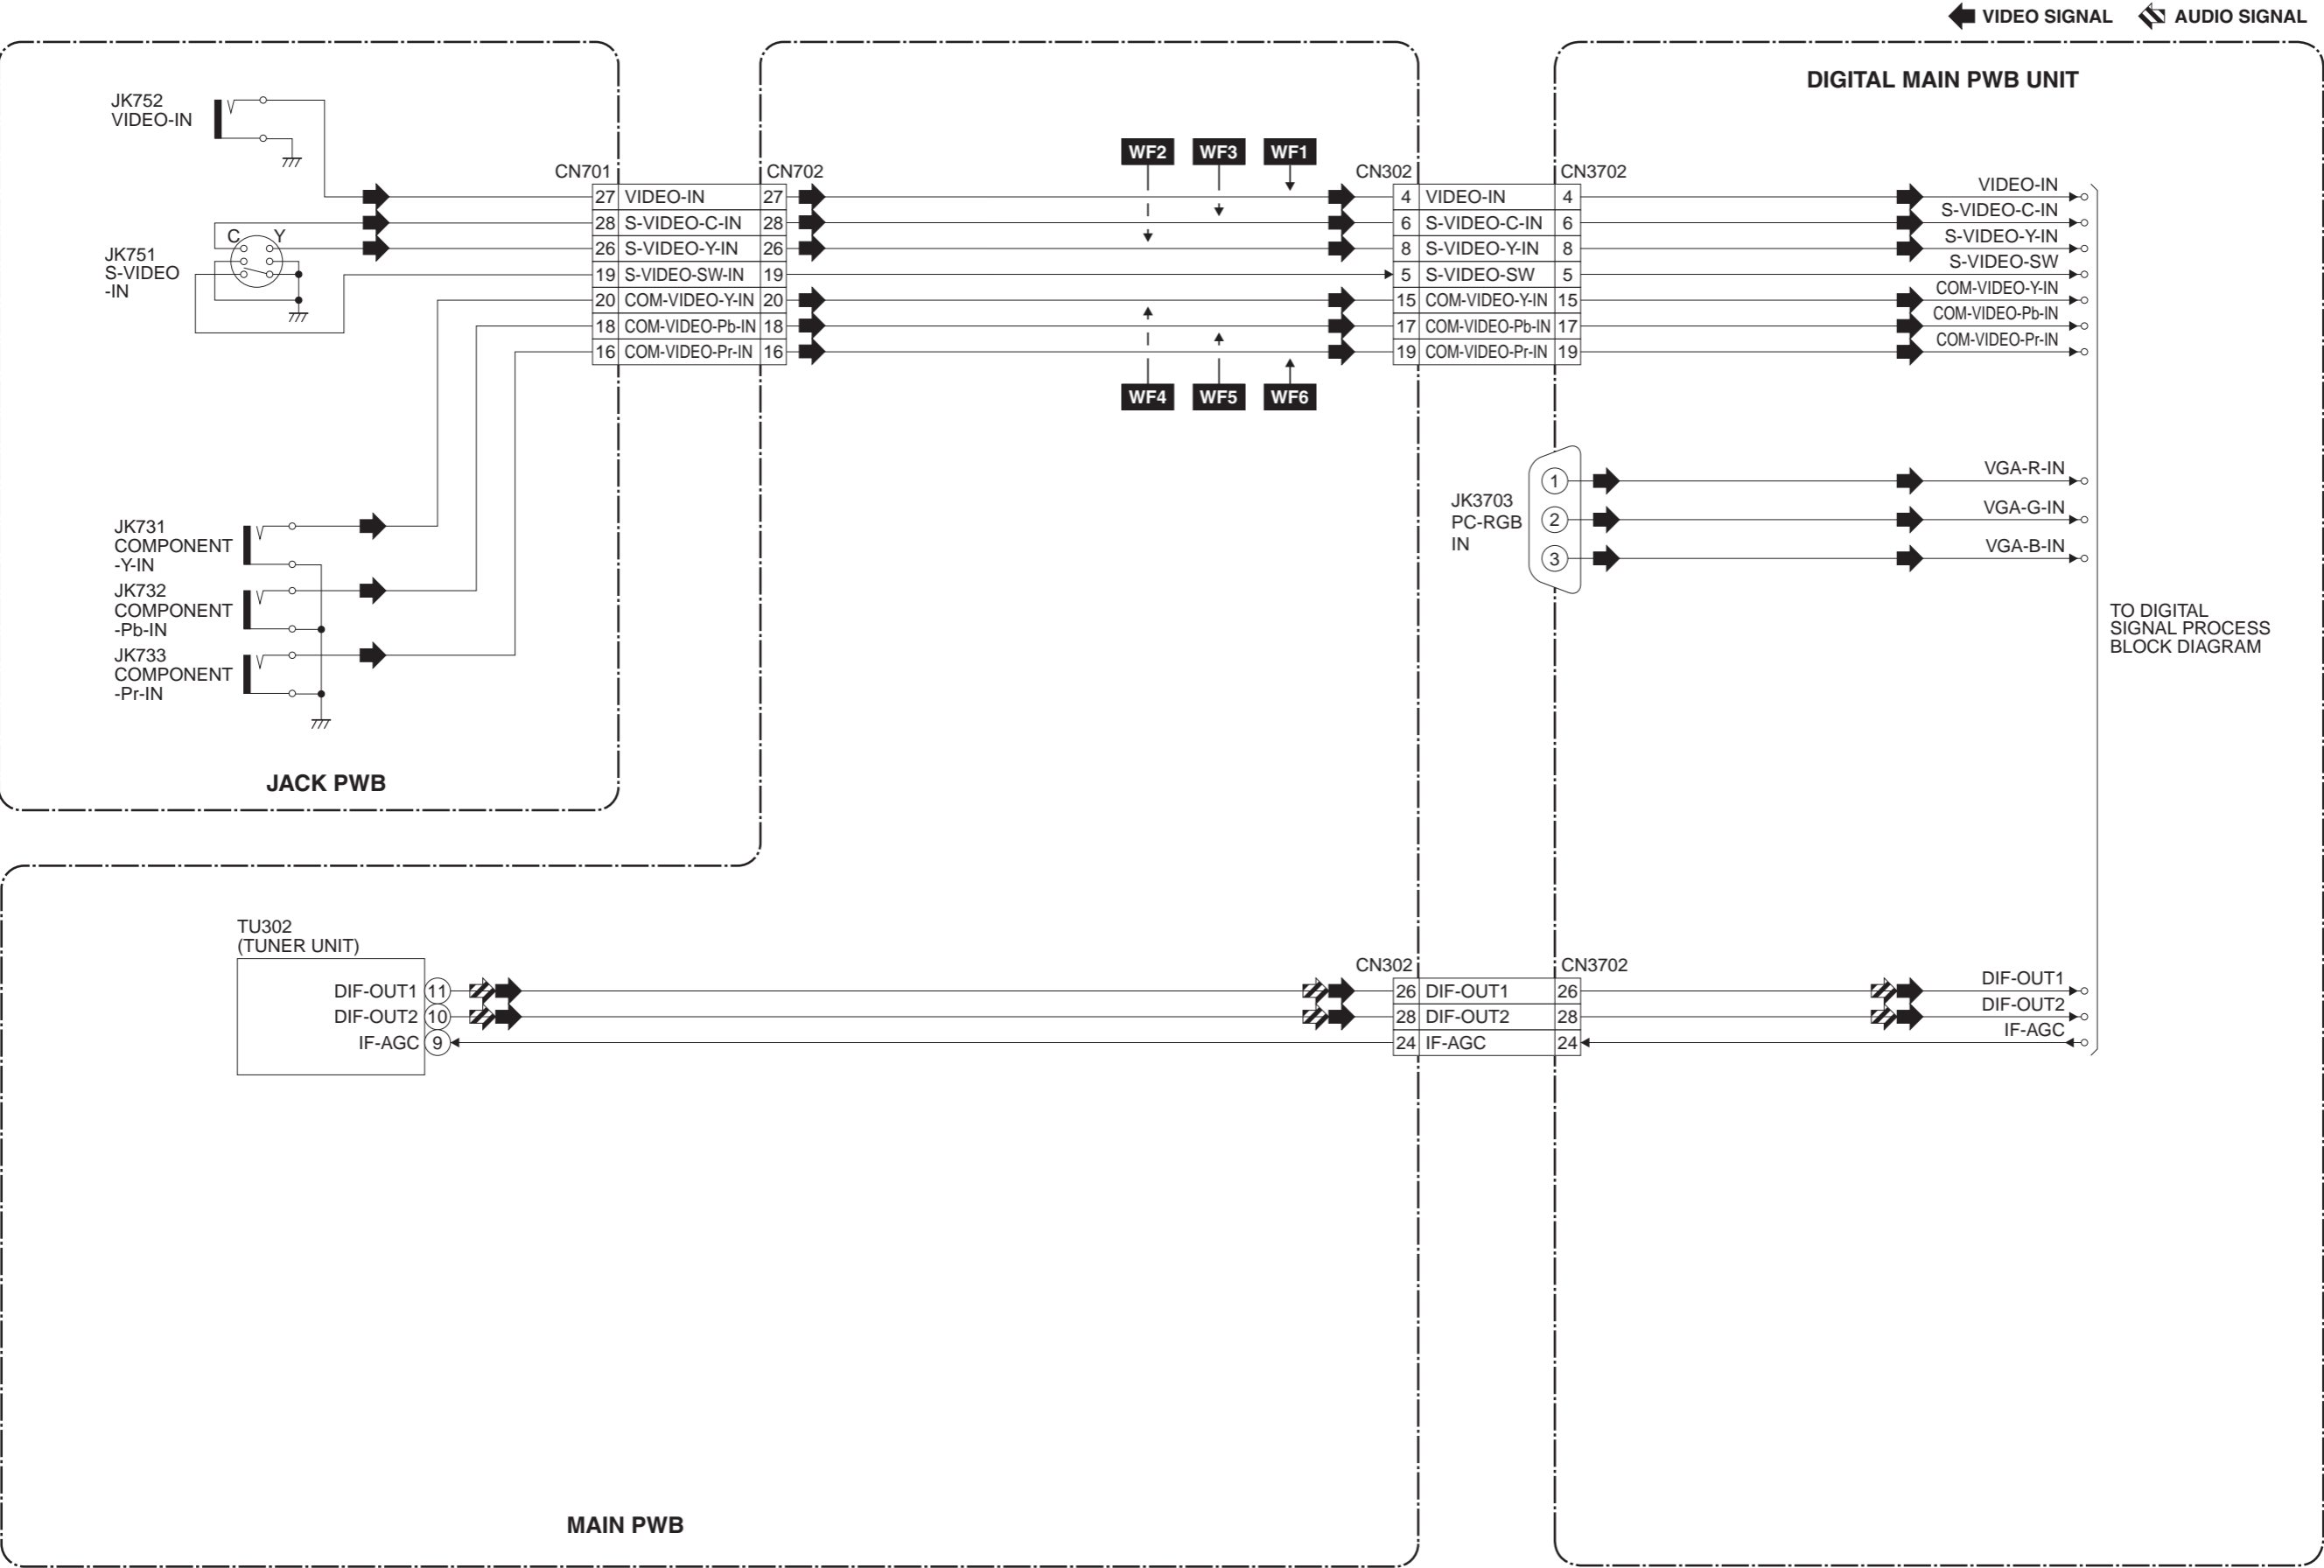 VIDEO SIGNAL AUDIO SIGNAL
DIGITAL MAIN PWB UNIT
JK752
VIDEO-IN
JK751
S-VIDEO
-IN
C Y
JK731
COMPONENT
-Y-IN
JK732
COMPONENT
-Pb-IN
JK733
COMPONENT
-Pr-IN
JACK PWB
CN701 CN702
27 VIDEO-IN 27
28 S-VIDEO-C-IN 28
26 S-VIDEO-Y-IN 26
19 S-VIDEO-SW-IN 19
20 COM-VIDEO-Y-IN 20
18 COM-VIDEO-Pb-IN 18
16 COM-VIDEO-Pr-IN 16
WF2 WF3 WF1
WF4 WF5 WF6
CN302 CN3702
4 VIDEO-IN 4
6 S-VIDEO-C-IN 6
8 S-VIDEO-Y-IN 8
5 S-VIDEO-SW 5
15 COM-VIDEO-Y-IN 15
17 COM-VIDEO-Pb-IN 17
19 COM-VIDEO-Pr-IN 19
VIDEO-IN
S-VIDEO-C-IN
S-VIDEO-Y-IN
S-VIDEO-SW
COM-VIDEO-Y-IN
COM-VIDEO-Pb-IN
COM-VIDEO-Pr-IN
JK3703
PC-RGB
IN
1
2
3
VGA-R-IN
VGA-G-IN
VGA-B-IN
TO DIGITAL
SIGNAL PROCESS
BLOCK DIAGRAM
TU302
(TUNER UNIT)
DIF-OUT1 11
DIF-OUT2 10
IF-AGC 9
CN302 CN3702
26 DIF-OUT1 26
28 DIF-OUT2 28
24 IF-AGC 24
DIF-OUT1
DIF-OUT2
IF-AGC
MAIN PWB